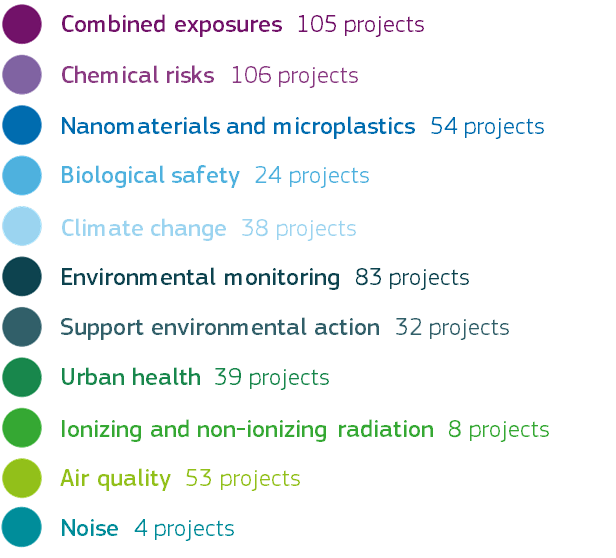 Combined exposures 105 projects
Chemical risks 106 projects
Nanomaterials and microplastics 54 projects
Biological safety 24 projects
Climate change 38 projects
Environmental monitoring 83 projects
Support environmental action 32 projects
Urban health 39 projects
Ionizing and non-ionizing radiation 8 projects
Air quality 53 projects
Noise 4 projects